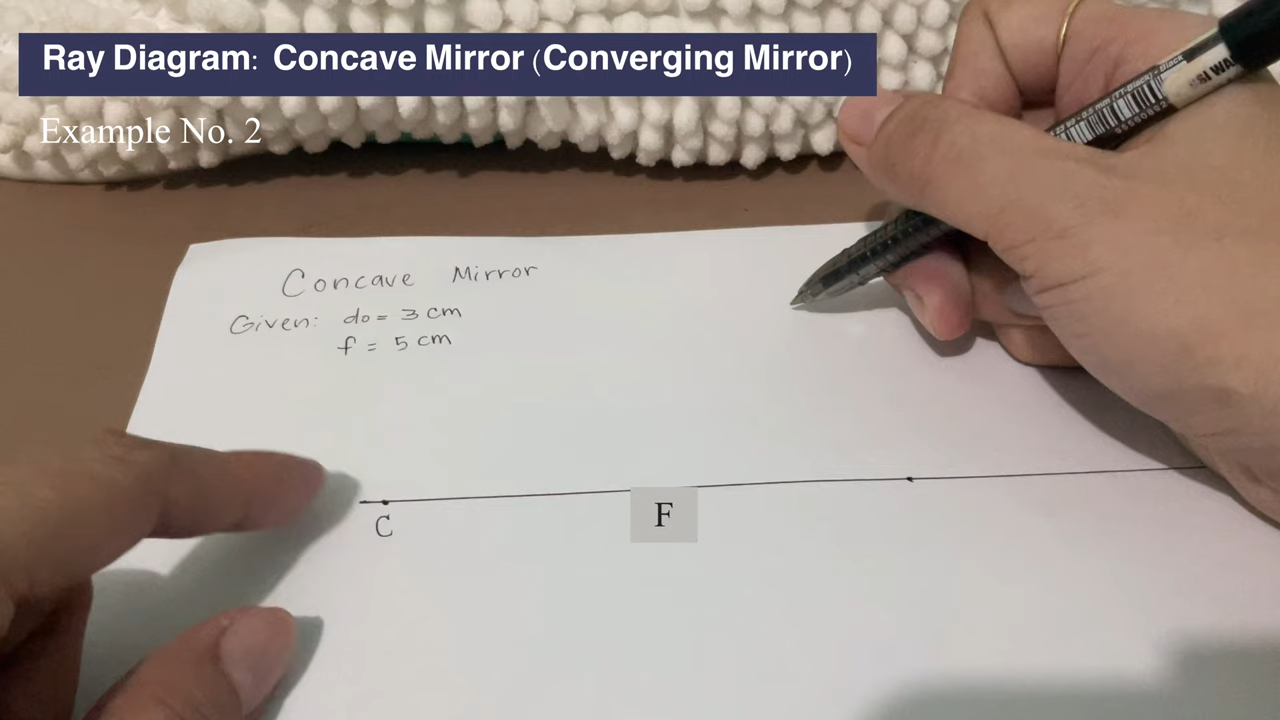 Ray Diagram: Concave Mirror (Converging Mirror)
Example No. 2
Concave Mirror
Given: do = 3 cm
f = 5 cm
C
F